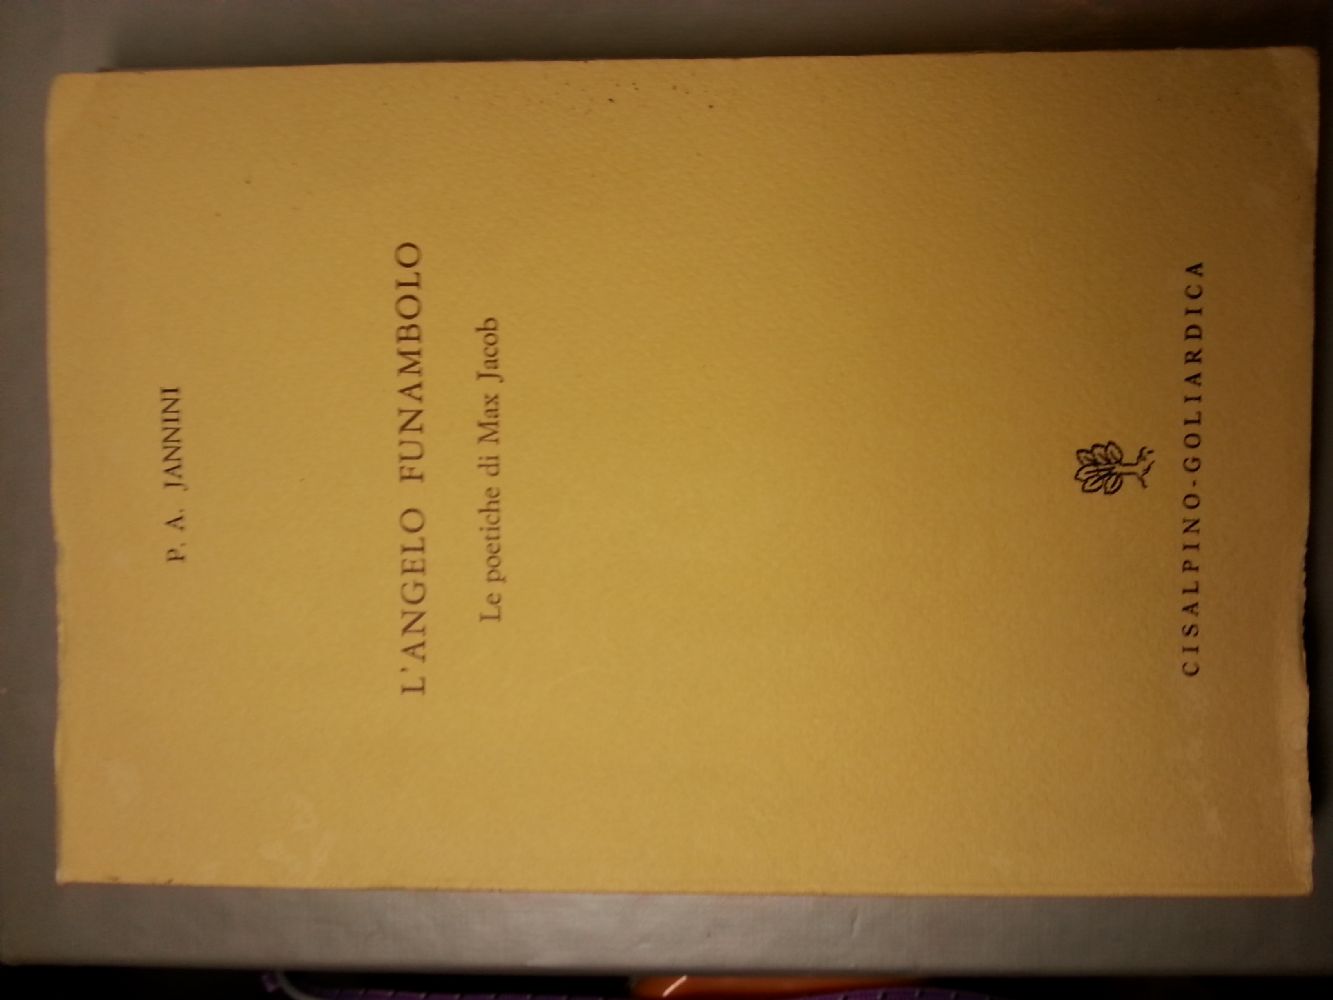 P. A. JANNINI
L'ANGELO FUNAMBOLO
Le poetiche di Max Jacob
CISALPINO-GOLIARDICA